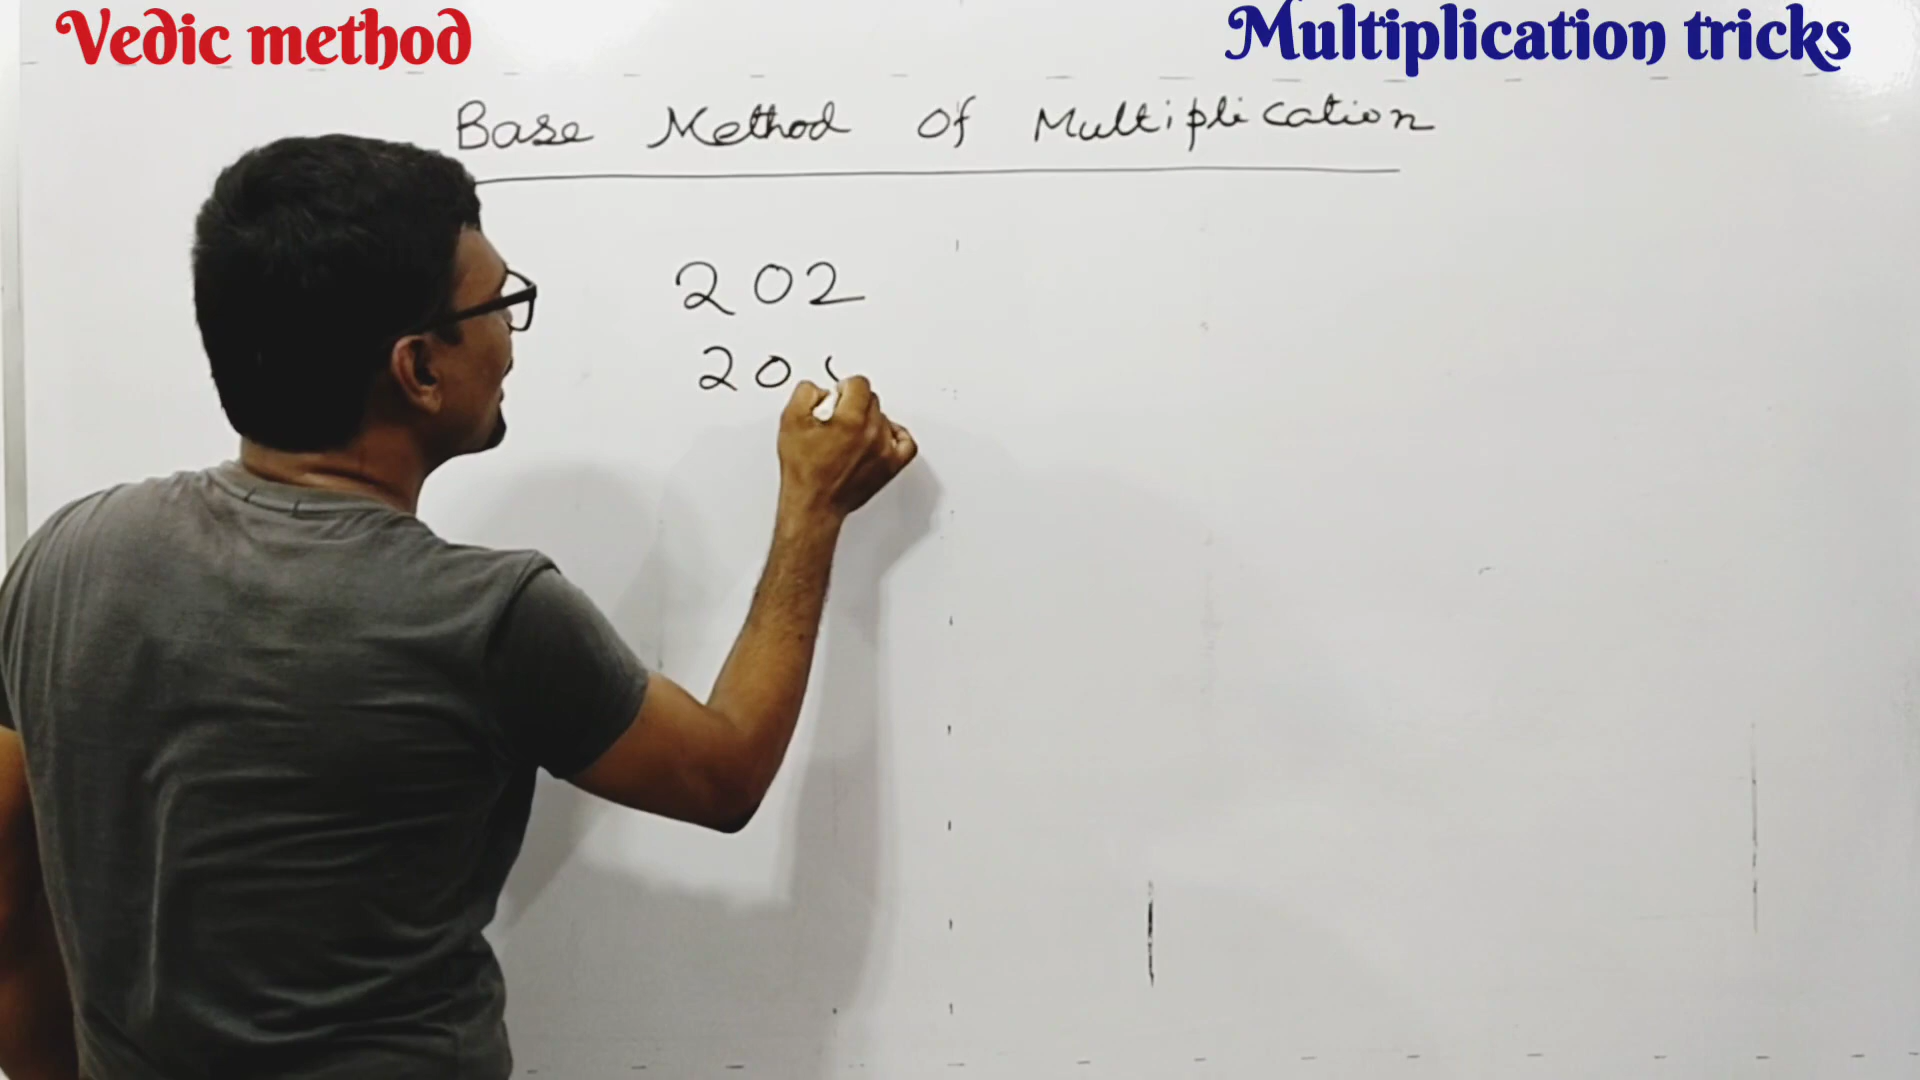 Vedic method
Multiplication tricks
Base Method Of Multiplication
202
20